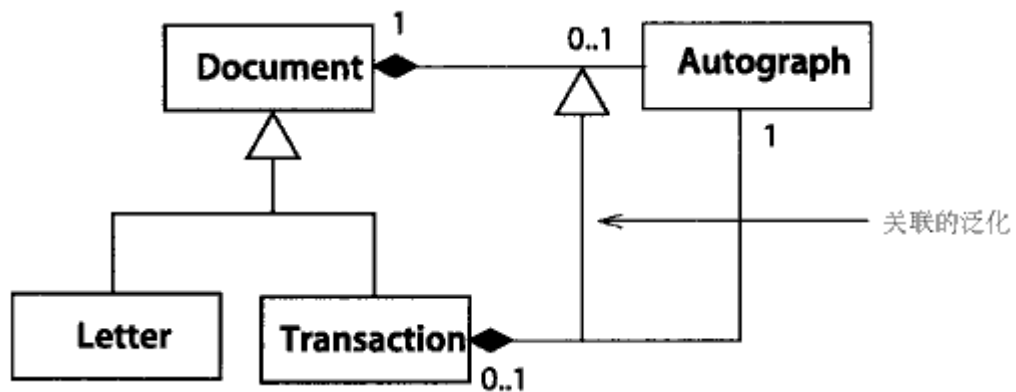 1
0..1
Document
Autograph
1
关联的泛化
Letter
Transaction
0..1